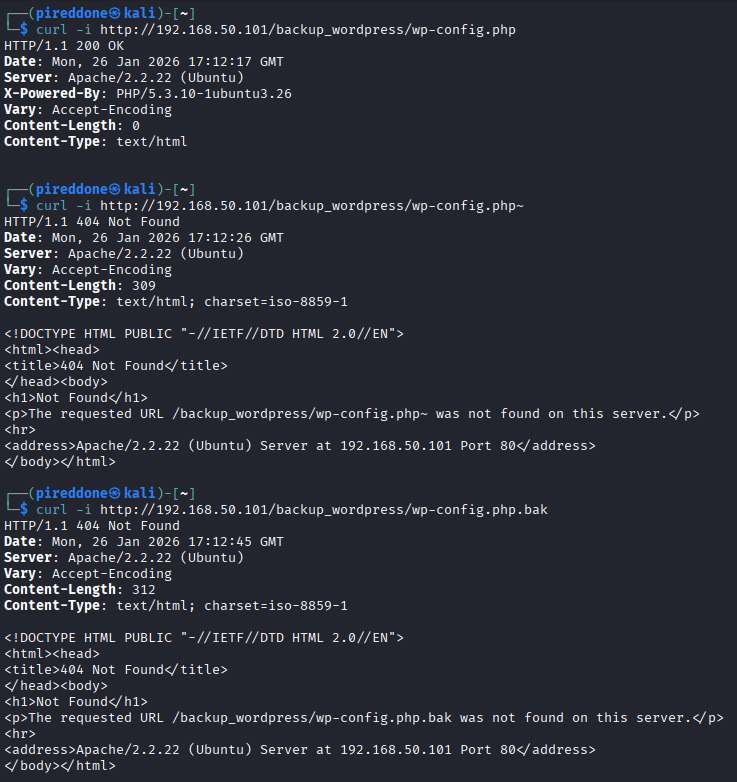 ┌──(pireddone㉿kali)-[~]
└─$ curl -i http://192.168.50.101/backup_wordpress/wp-config.php
HTTP/1.1 200 OK
Date: Mon, 26 Jan 2026 17:12:17 GMT
Server: Apache/2.2.22 (Ubuntu)
X-Powered-By: PHP/5.3.10-1ubuntu3.26
Vary: Accept-Encoding
Content-Length: 0
Content-Type: text/html

┌──(pireddone㉿kali)-[~]
└─$ curl -i http://192.168.50.101/backup_wordpress/wp-config.php~
HTTP/1.1 404 Not Found
Date: Mon, 26 Jan 2026 17:12:26 GMT
Server: Apache/2.2.22 (Ubuntu)
Vary: Accept-Encoding
Content-Length: 309
Content-Type: text/html; charset=iso-8859-1

<!DOCTYPE HTML PUBLIC "-//IETF//DTD HTML 2.0//EN">
<html><head>
<title>404 Not Found</title>
</head><body>
<h1>Not Found</h1>
<p>The requested URL /backup_wordpress/wp-config.php~ was not found on this server.</p>
<hr>
<address>Apache/2.2.22 (Ubuntu) Server at 192.168.50.101 Port 80</address>
</body></html>

┌──(pireddone㉿kali)-[~]
└─$ curl -i http://192.168.50.101/backup_wordpress/wp-config.php.bak
HTTP/1.1 404 Not Found
Date: Mon, 26 Jan 2026 17:12:45 GMT
Server: Apache/2.2.22 (Ubuntu)
Vary: Accept-Encoding
Content-Length: 312
Content-Type: text/html; charset=iso-8859-1

<!DOCTYPE HTML PUBLIC "-//IETF//DTD HTML 2.0//EN">
<html><head>
<title>404 Not Found</title>
</head><body>
<h1>Not Found</h1>
<p>The requested URL /backup_wordpress/wp-config.php.bak was not found on this server.</p>
<hr>
<address>Apache/2.2.22 (Ubuntu) Server at 192.168.50.101 Port 80</address>
</body></html>